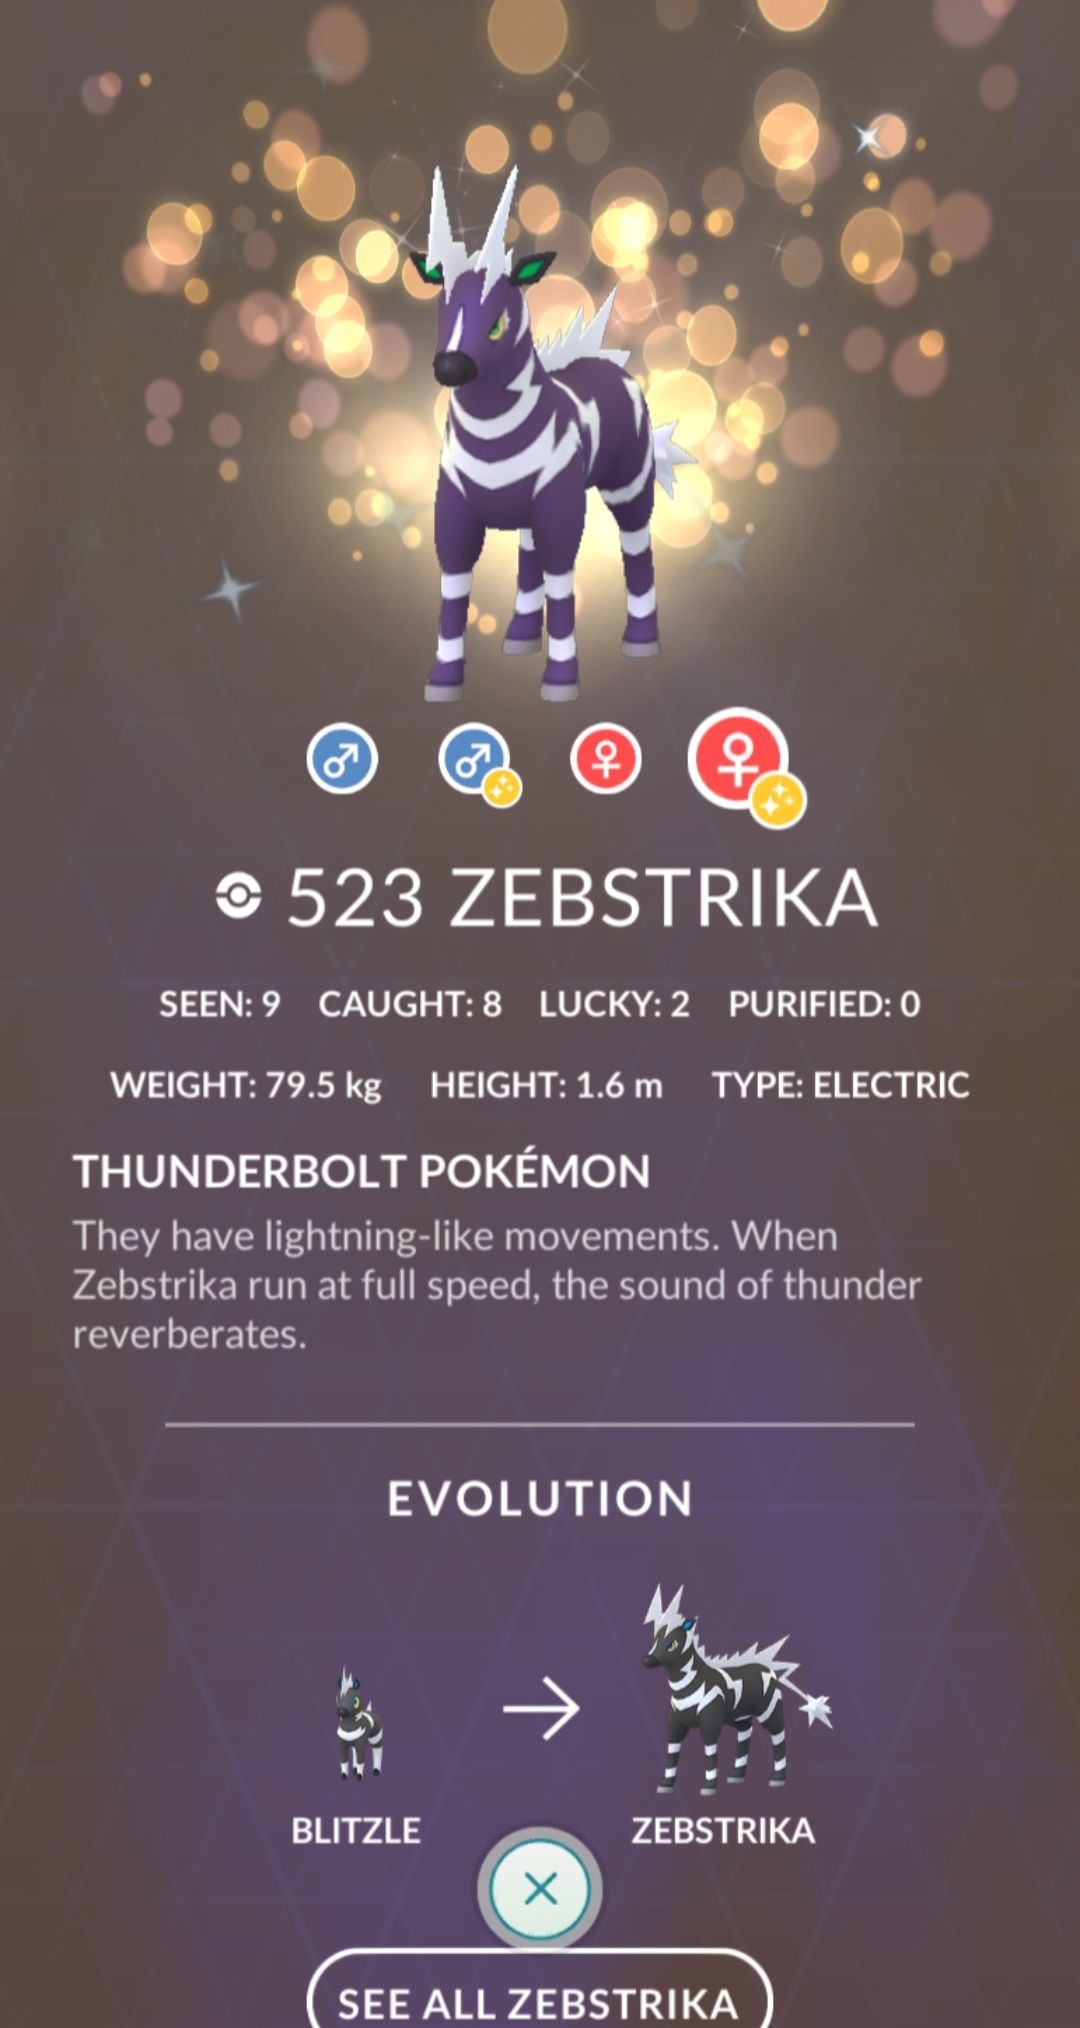 523 ZEBSTRIKA
SEEN: 9 CAUGHT: 8 LUCKY: 2 PURIFIED: 0
WEIGHT: 79.5 kg HEIGHT: 1.6 m TYPE: ELECTRIC
THUNDERBOLT POKÉMON
They have lightning-like movements. When
Zebstrika run at full speed, the sound of thunder
reverberates.
EVOLUTION
BLITZLE ZEBSTRIKA
SEE ALL ZEBSTRIKA